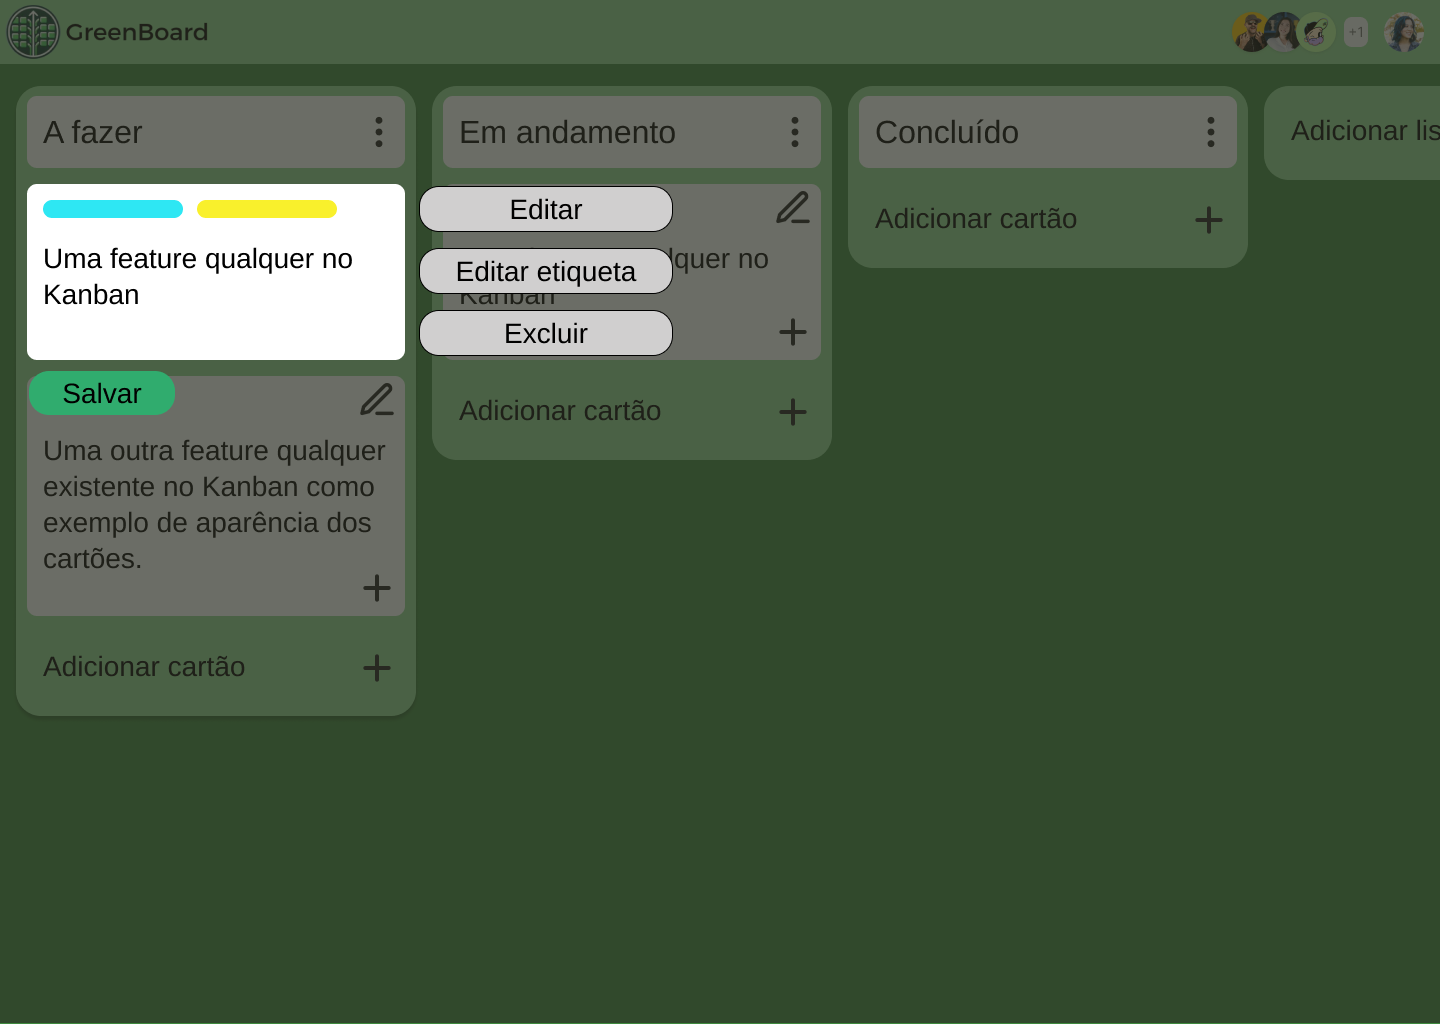 GreenBoard
+1
A fazer
Em andamento
Concluído
Adicionar lis
Uma feature qualquer no
Kanban
Editar
Editar etiqueta
Excluir
lquer no
Kanban
Adicionar cartão
Salvar
Uma outra feature qualquer
existente no Kanban como
exemplo de aparência dos
cartões.
Adicionar cartão
Adicionar cartão